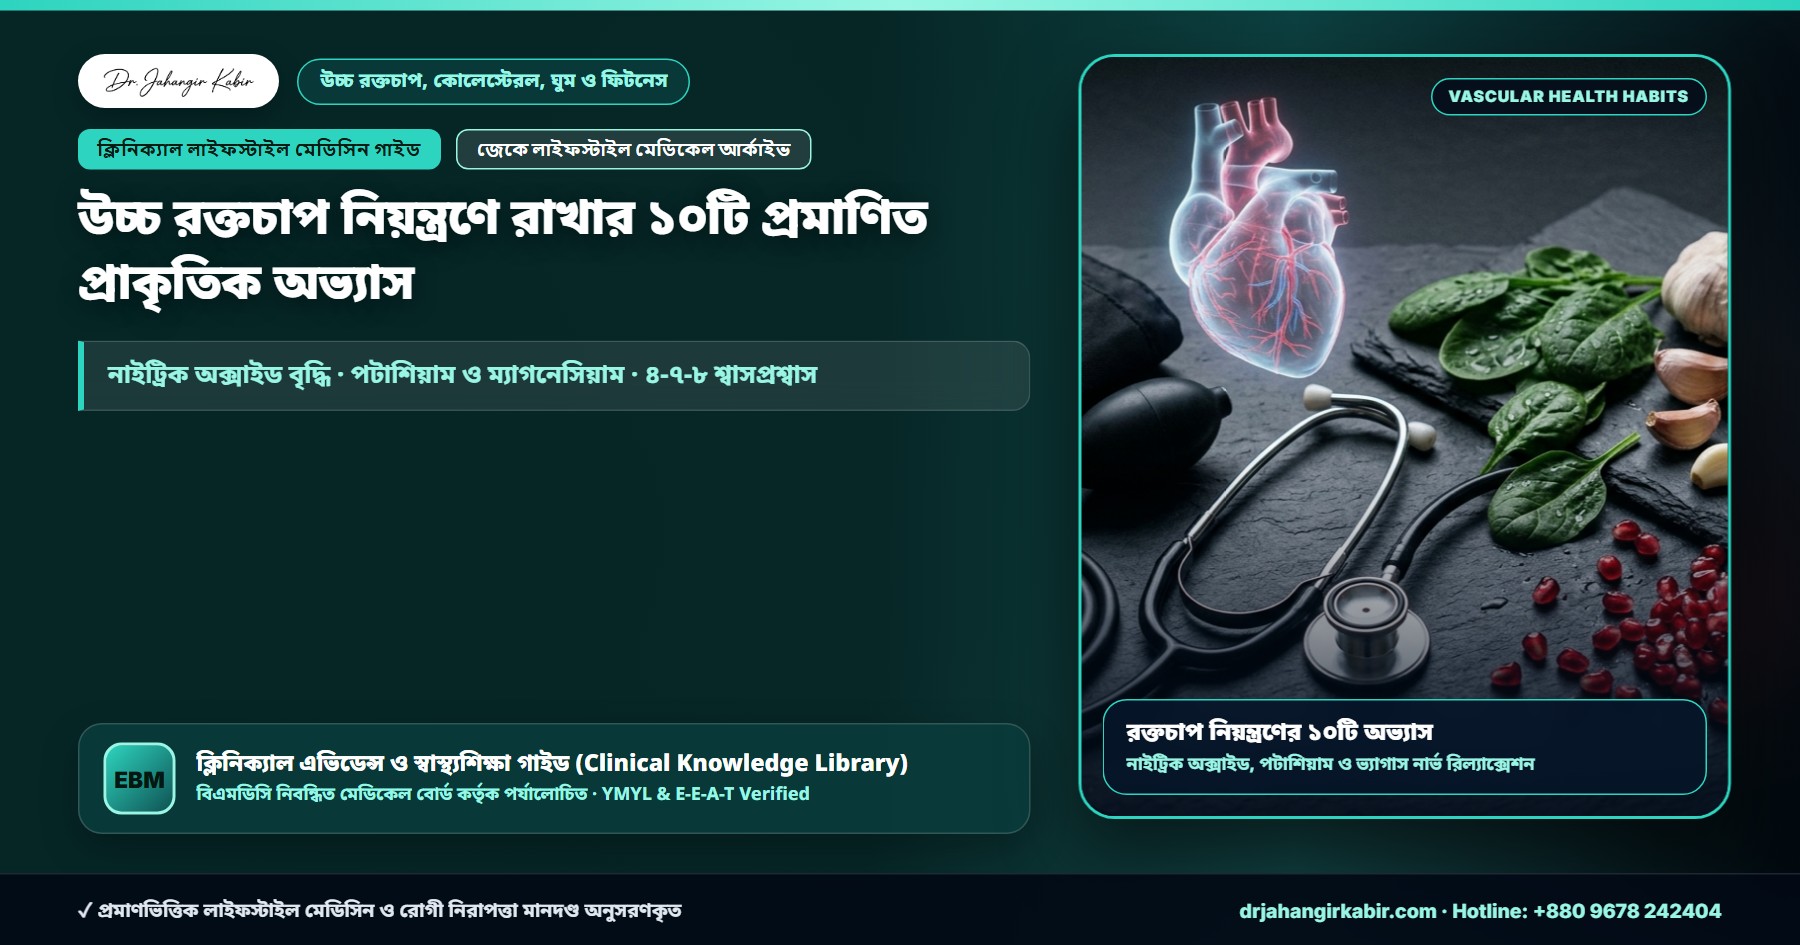 Dr. Jahangir Kabir
উচ্চ রক্তচাপ, কোলেস্টেরল, ঘুম ও ফিটনেস
ক্লিনিক্যাল লাইফস্টাইল মেডিসিন গাইড
জেকে লাইফস্টাইল মেডিকেল আর্কাইভ
উচ্চ রক্তচাপ নিয়ন্ত্রণে রাখার ১০টি প্রমাণিত
প্রাকৃতিক অভ্যাস
নাইট্রিক অক্সাইড বৃদ্ধি · পটাশিয়াম ও ম্যাগনেসিয়াম · ৪-৭-৮ শ্বাসপ্রশ্বাস
EBM
ক্লিনিক্যাল এভিডেন্স ও স্বাস্থ্যশিক্ষা গাইড (Clinical Knowledge Library)
বিএমডিসি নিবন্ধিত মেডিকেল বোর্ড কর্তৃক পর্যালোচিত · YMYL & E-E-A-T Verified
VASCULAR HEALTH HABITS
রক্তচাপ নিয়ন্ত্রণের ১০টি অভ্যাস
নাইট্রিক অক্সাইড, পটাশিয়াম ও ভ্যাগাস নার্ভ রিল্যাক্সেশন
✓ প্রমাণভিত্তিক লাইফস্টাইল মেডিসিন ও রোগী নিরাপত্তা মানদণ্ড অনুসরণকৃত
drjahangirkabir.com · Hotline: +880 9678 242404